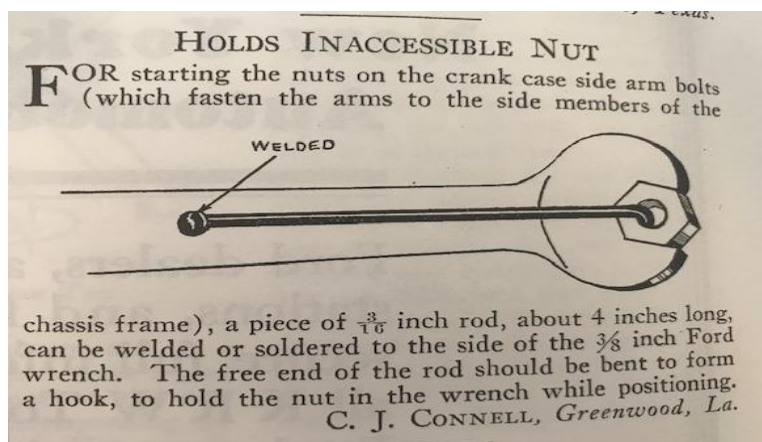 Texas.
HOLDS INACCESSIBLE NUT
FOR starting the nuts on the crank case side arm bolts
(which fasten the arms to the side members of the
WELDED
chassis frame), a piece of 3/16 inch rod, about 4 inches long,
can be welded or soldered to the side of the ⅜ inch Ford
wrench. The free end of the rod should be bent to form
a hook, to hold the nut in the wrench while positioning.
C. J. CONNELL, Greenwood, La.